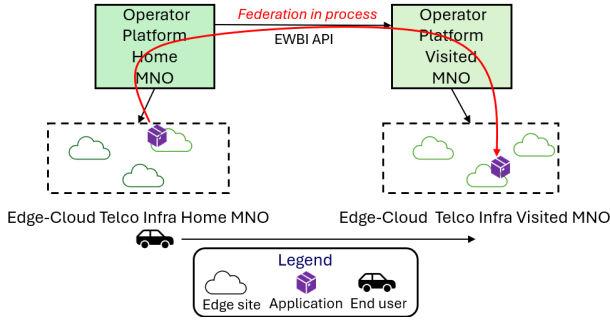 Operator
Platform
Home
MNO
Federation in process
EWBI API
Operator
Platform
Visited
MNO
Edge-Cloud Telco Infra Home MNO
Edge-Cloud Telco Infra Visited MNO
Legend
Edge site
Application
End user